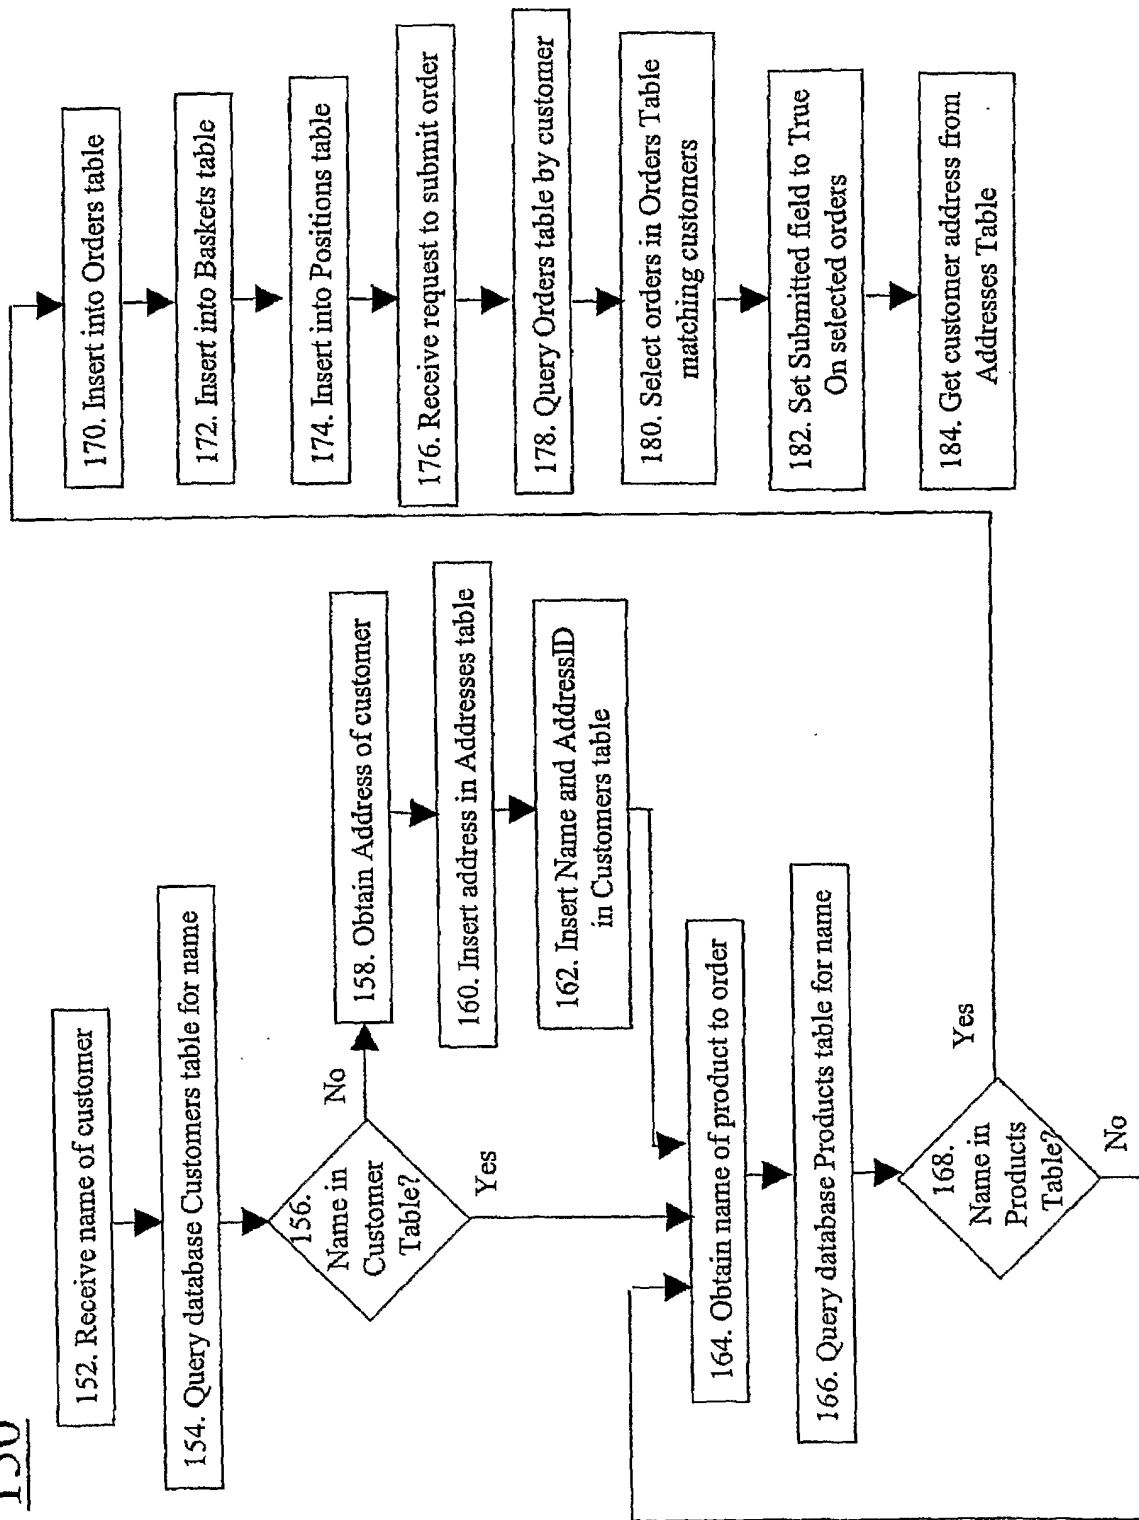 150
152. Receive name of customer
154. Query database Customers table for name
156.
Name in
Customer
Table?
No
Yes
158. Obtain Address of customer
160. Insert address in Addresses table
162. Insert Name and AddressID
in Customers table
164. Obtain name of product to order
166. Query database Products table for name
168.
Name in
Products
Table?
Yes
No
170. Insert into Orders table
172. Insert into Baskets table
174. Insert into Positions table
176. Receive request to submit order
178. Query Orders table by customer
180. Select orders in Orders Table
matching customers
182. Set Submitted field to True
On selected orders
184. Get customer address from
Addresses Table